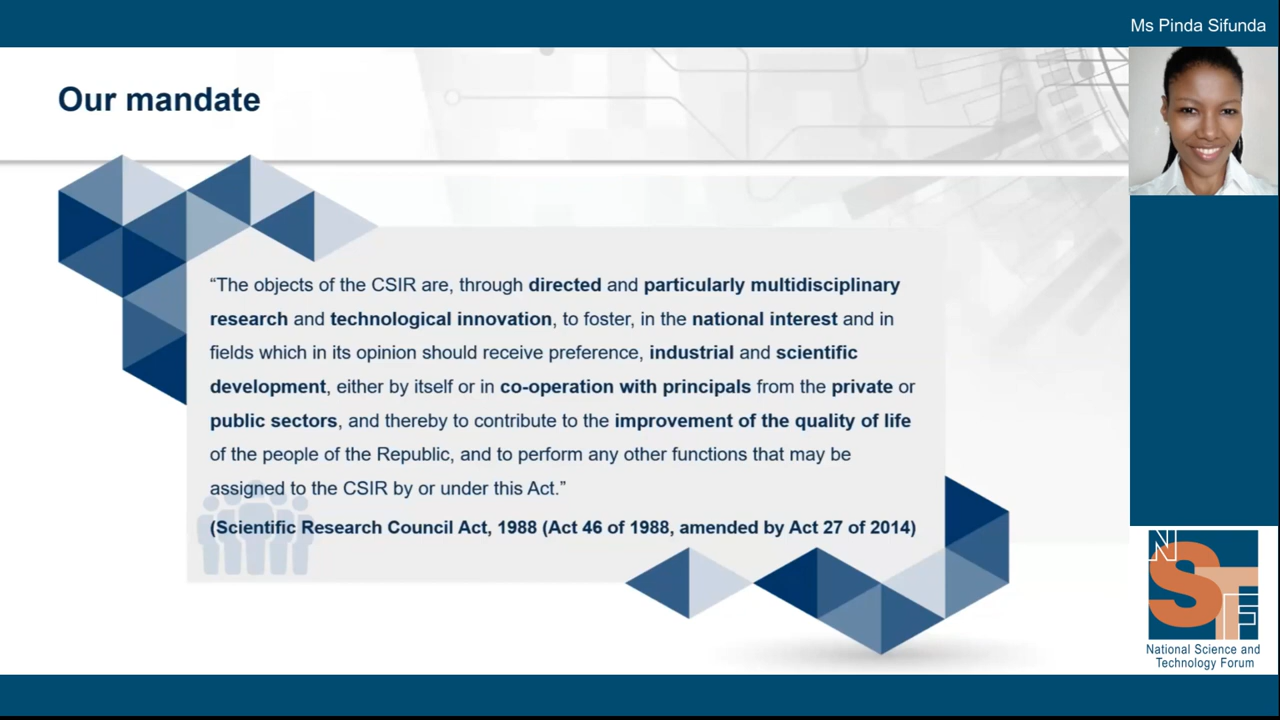 Ms Pinda Sifunda
Our mandate
“The objects of the CSIR are, through directed and particularly multidisciplinary
research and technological innovation, to foster, in the national interest and in
fields which in its opinion should receive preference, industrial and scientific
development, either by itself or in co-operation with principals from the private or
public sectors, and thereby to contribute to the improvement of the quality of life
of the people of the Republic, and to perform any other functions that may be
assigned to the CSIR by or under this Act.”
(Scientific Research Council Act, 1988 (Act 46 of 1988, amended by Act 27 of 2014)
NSTF
National Science and
Technology Forum